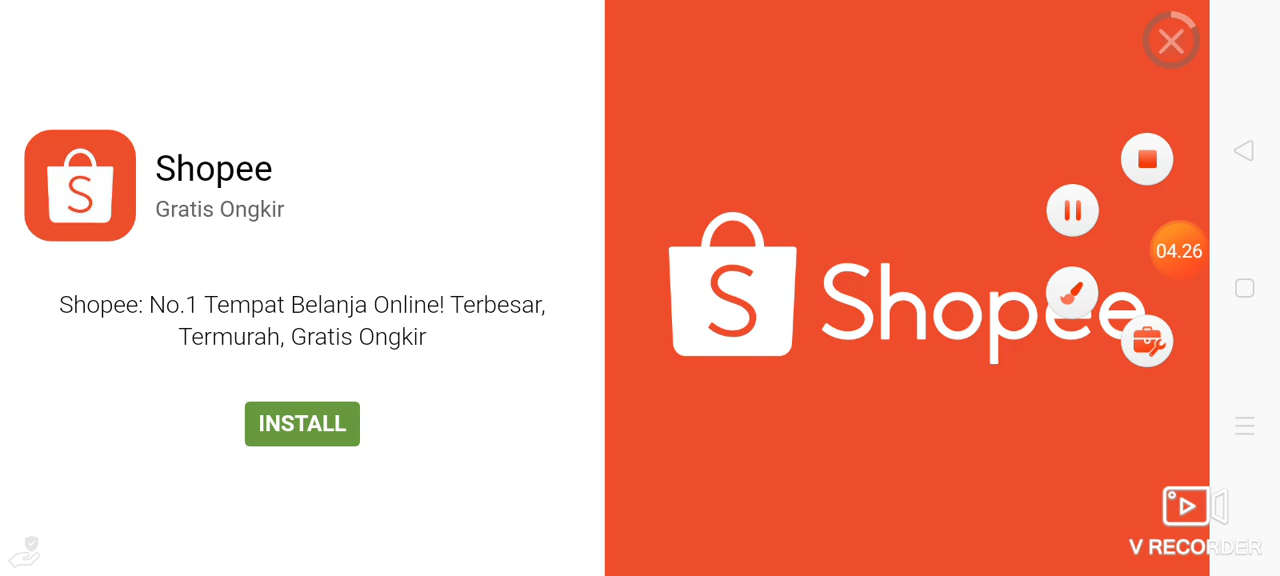 Shopee
Gratis Ongkir
Shopee: No.1 Tempat Belanja Online! Terbesar,
Termurah, Gratis Ongkir
INSTALL
S
S
Shopee
04.26
V RECORDER